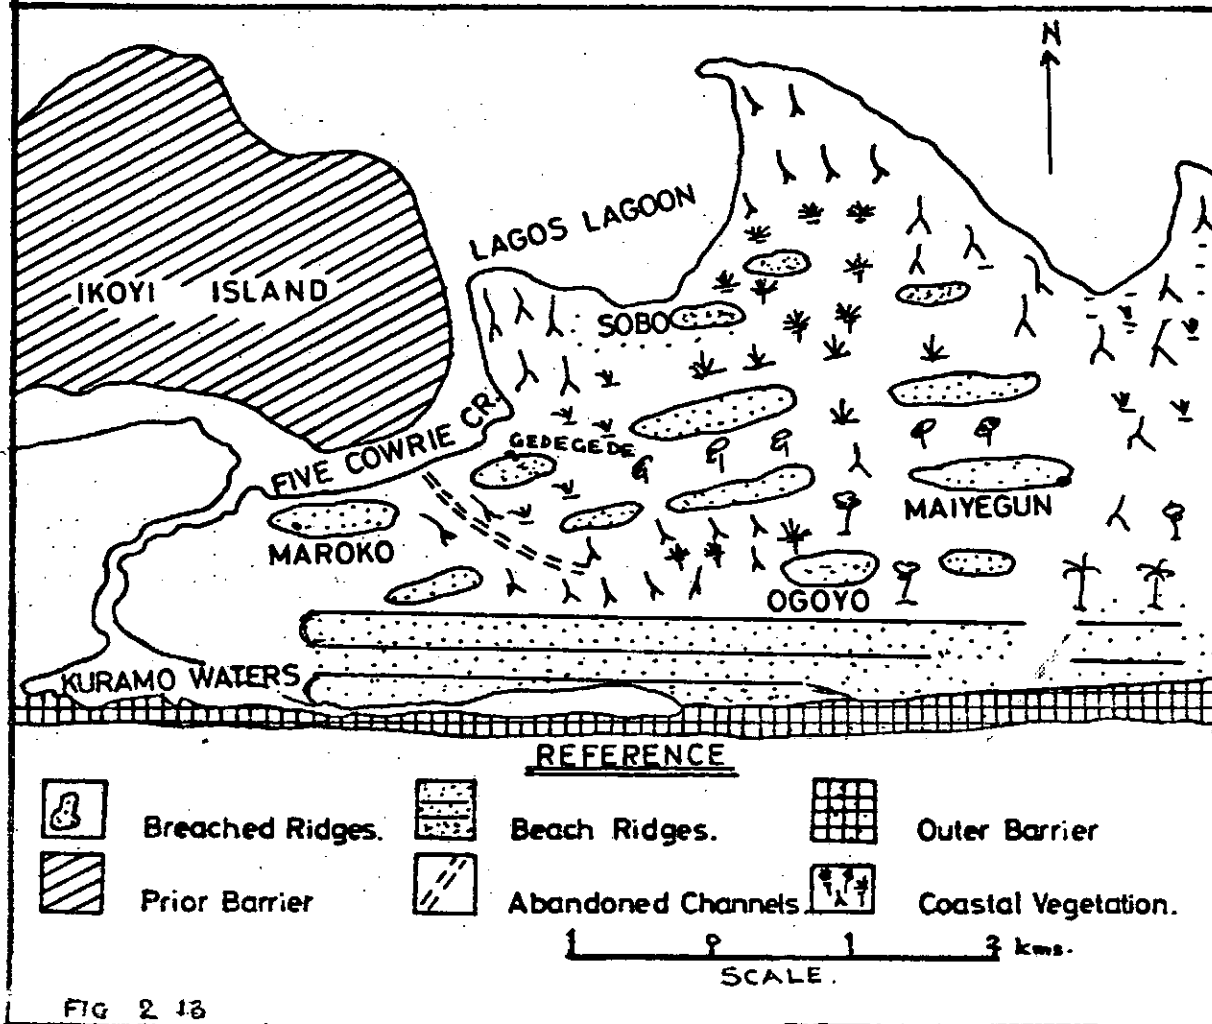 N
LAGOS LAGOON
IKOYI ISLAND
SOBO
FIVE COWRIE CR.
GEDEGEDE
MAIYEGUN
MAROKO
OGOYO
KURAMO WATERS
REFERENCE
Breached Ridges.
Beach Ridges.
Outer Barrier
Prior Barrier
Abandoned Channels.
Coastal Vegetation.
1 0 1 2 kms.
SCALE.
FIG 2 13